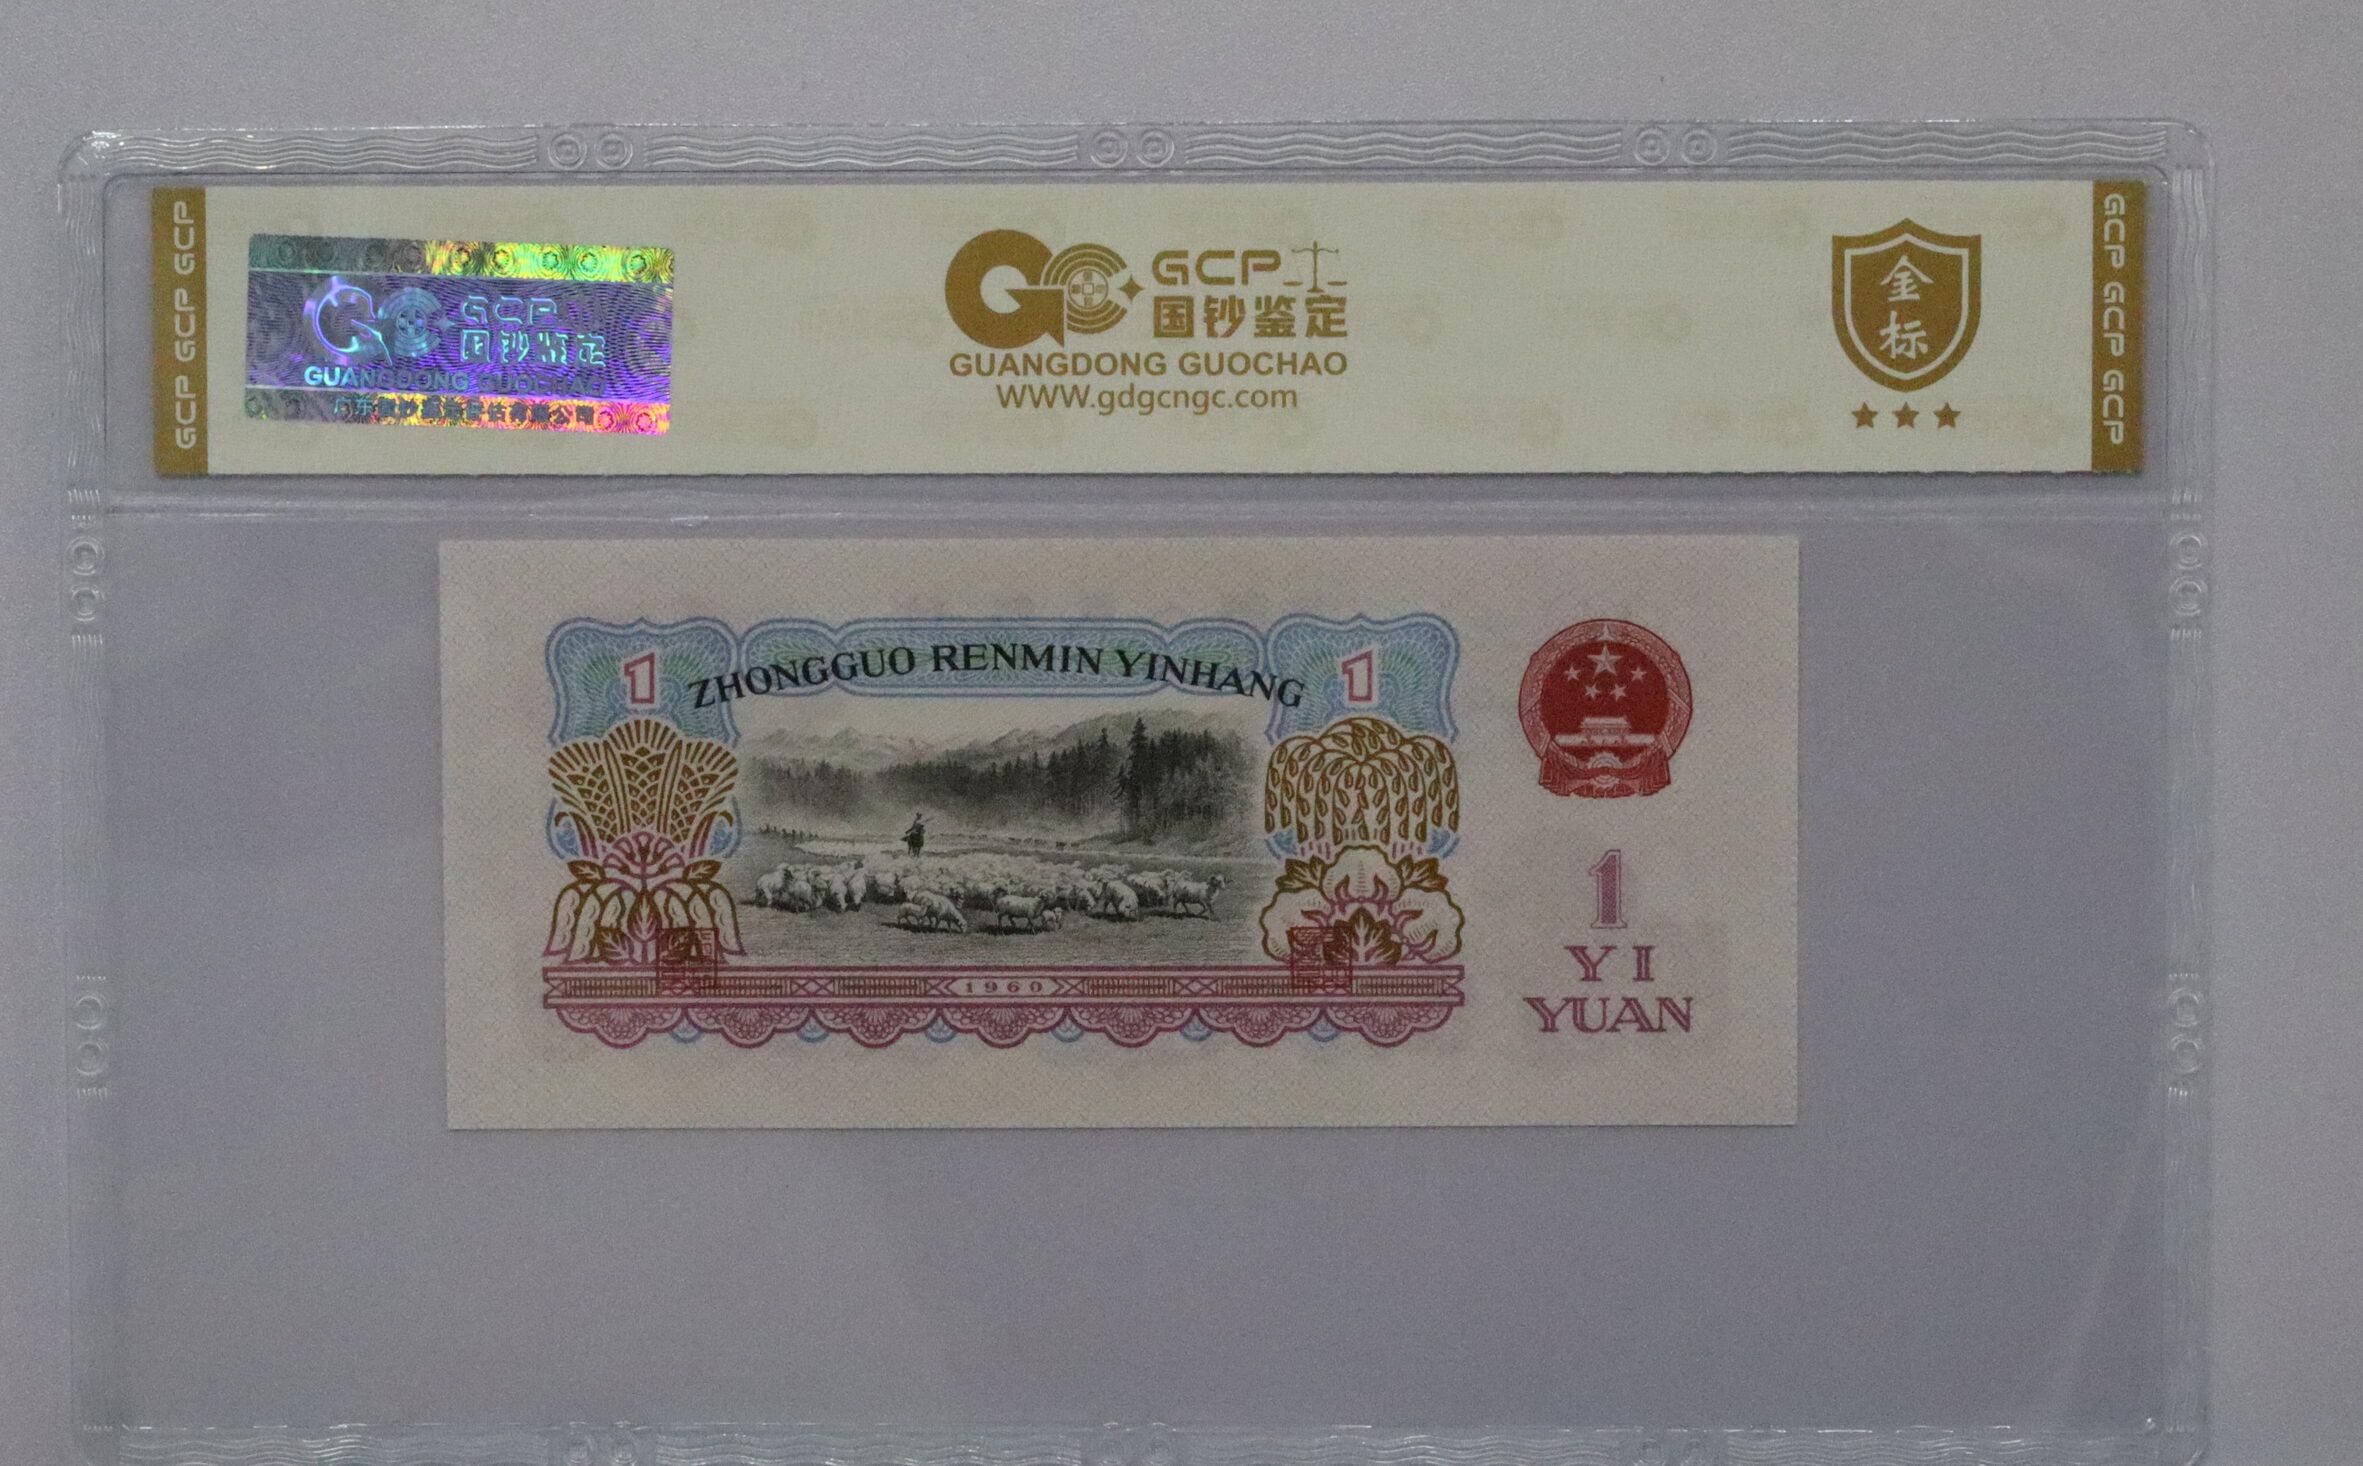 GCP GCP GCP
GCP
国钞鉴定
GUANGDONG GUOCHAO
GCP
国钞鉴定
GUANGDONG GUOCHAO
WWW.gdgcngc.com
金标
GCP GCP GCP
ZHONGGUO RENMIN YINHANG
1
1
1960
1
YI
YUAN